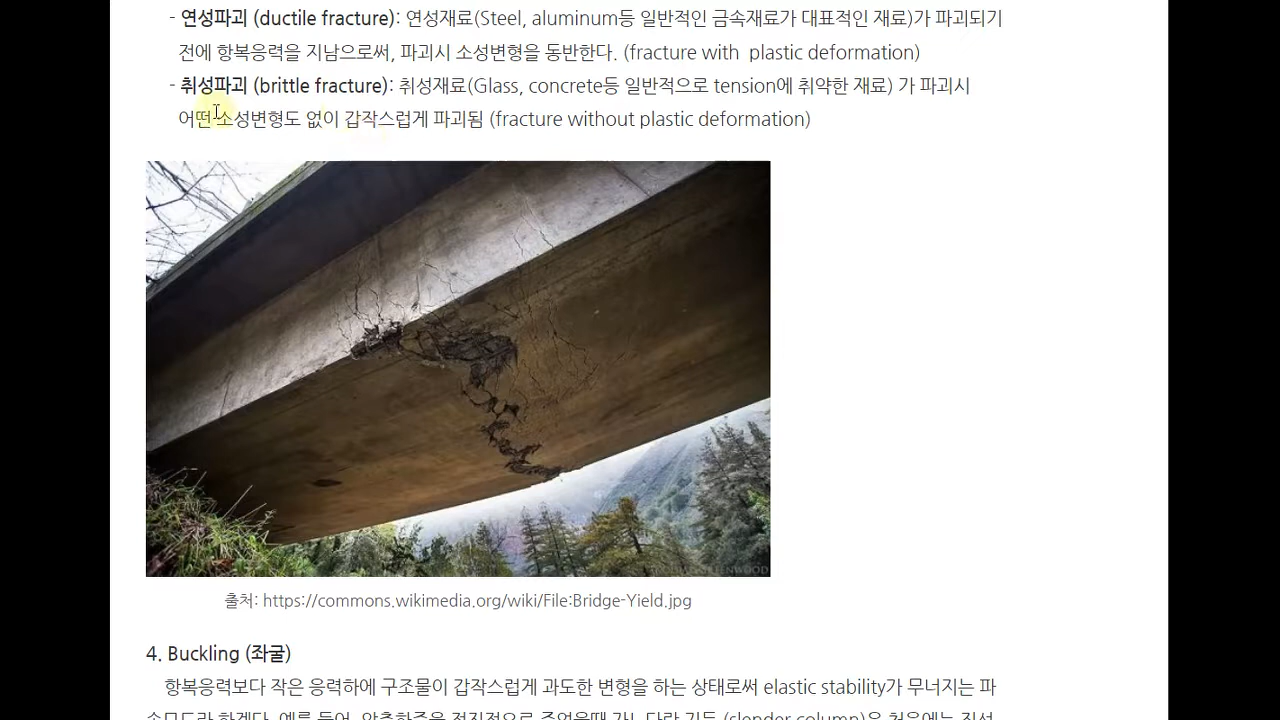 - 연성파괴 (ductile fracture): 연성재료(Steel, aluminum등 일반적인 금속재료가 대표적인 재료)가 파괴되기
전에 항복응력을 지남으로써, 파괴시 소성변형을 동반한다. (fracture with plastic deformation)
- 취성파괴 (brittle fracture): 취성재료(Glass, concrete등 일반적으로 tension에 취약한 재료) 가 파괴시
어떤 소성변형도 없이 갑작스럽게 파괴됨 (fracture without plastic deformation)
출처: https://commons.wikimedia.org/wiki/File:Bridge-Yield.jpg
4. Buckling (좌굴)
항복응력보다 작은 응력하에 구조물이 갑작스럽게 과도한 변형을 하는 상태로써 elastic stability가 무너지는 파